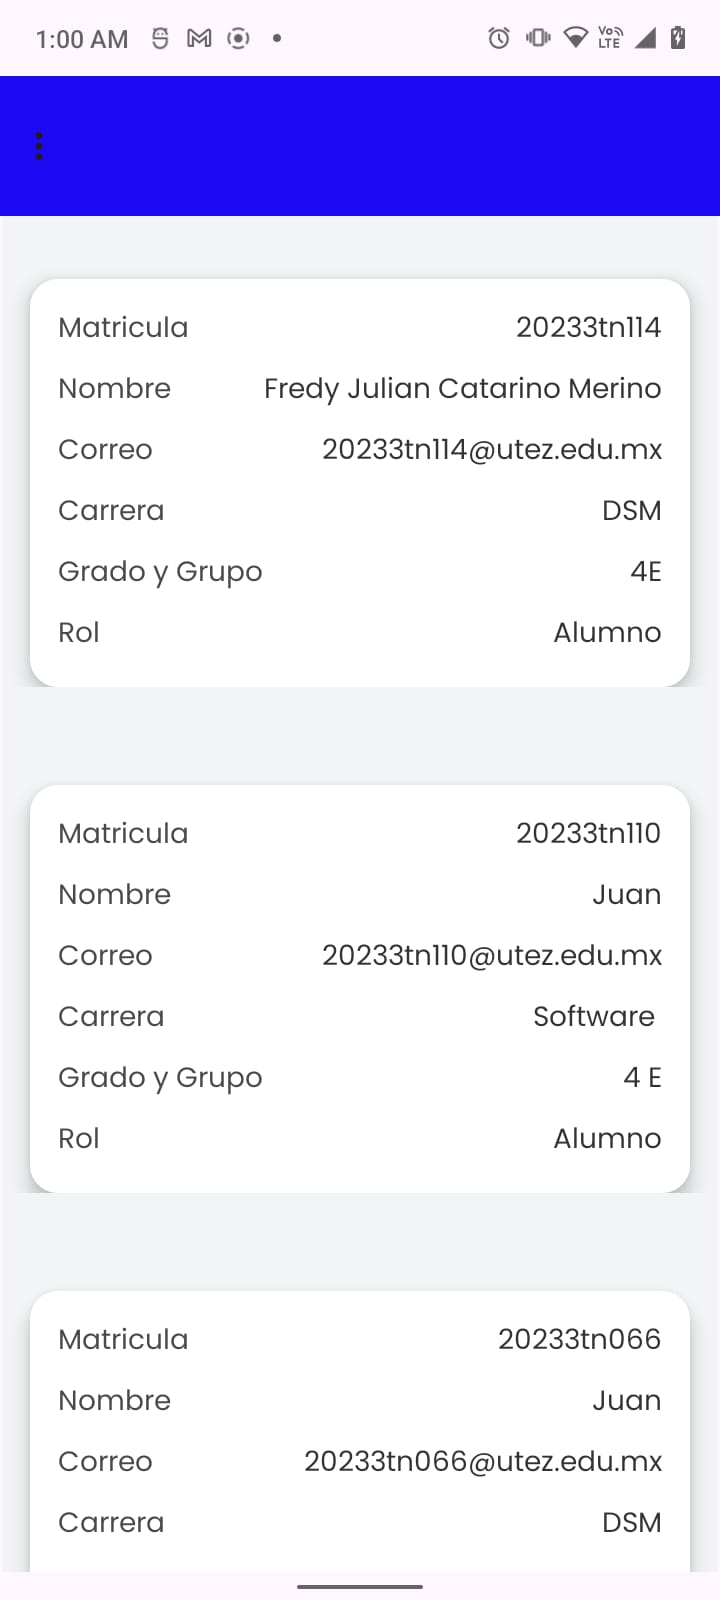 1:00 AM
Vo LTE
Matricula 20233tn114
Nombre Fredy Julian Catarino Merino
Correo 20233tn114@utez.edu.mx
Carrera DSM
Grado y Grupo 4E
Rol Alumno
Matricula 20233tn110
Nombre Juan
Correo 20233tn110@utez.edu.mx
Carrera Software
Grado y Grupo 4 E
Rol Alumno
Matricula 20233tn066
Nombre Juan
Correo 20233tn066@utez.edu.mx
Carrera DSM